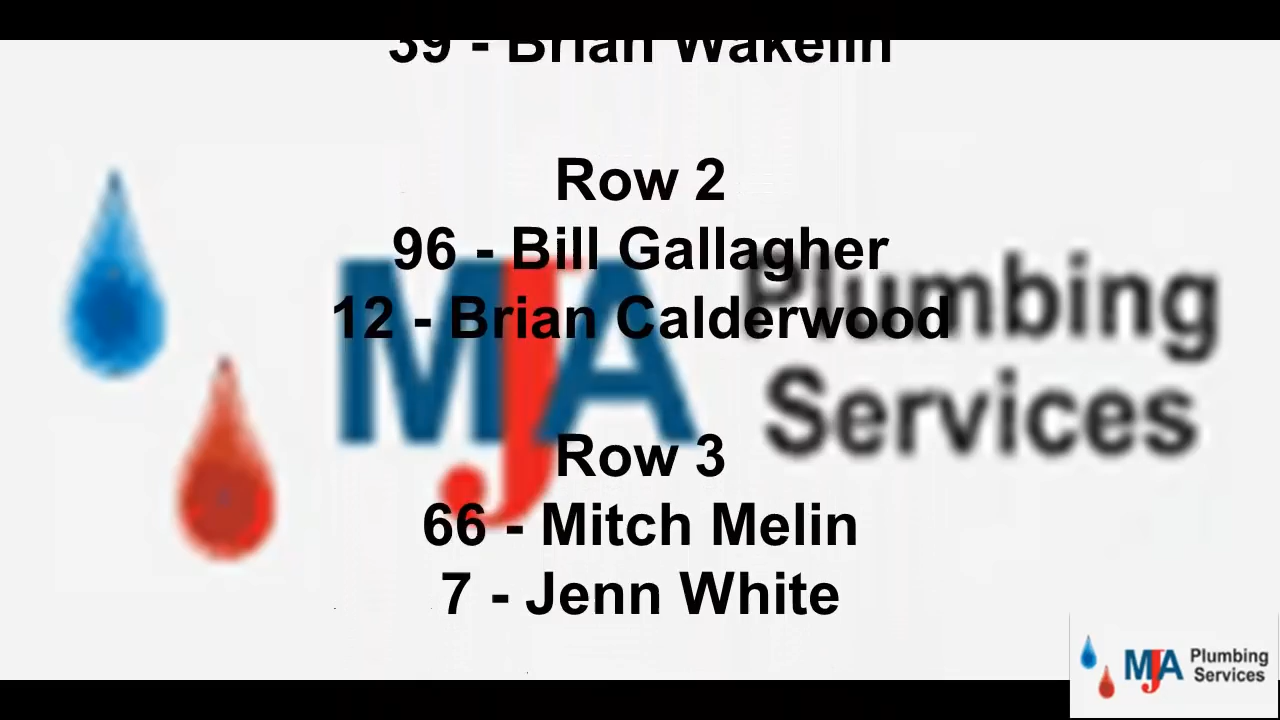 39 - Brian Wakelin
Row 2
96 - Bill Gallagher
12 - Brian Calderwood
Row 3
66 - Mitch Melin
7 - Jenn White
MJA Plumbing
Services
MJA Plumbing
Services